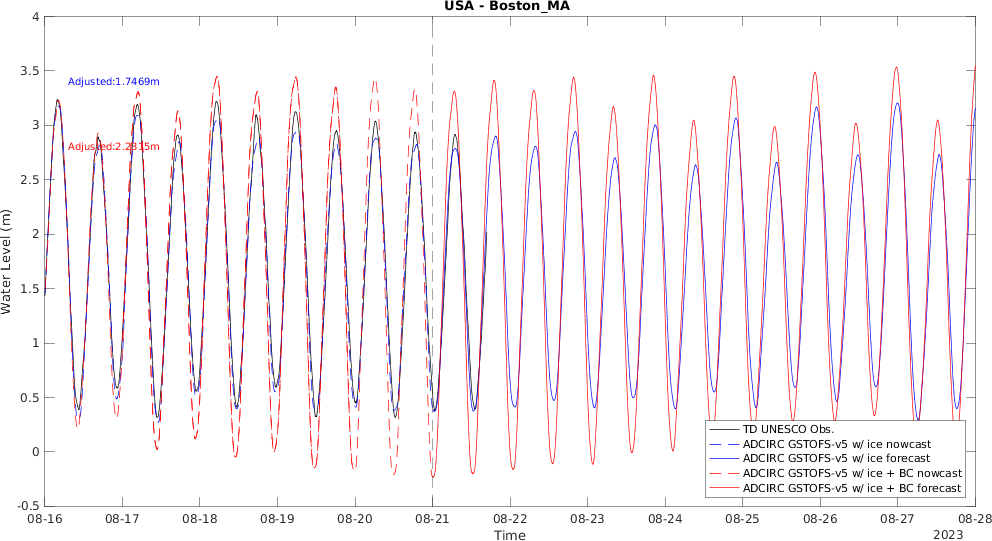 USA - Boston_MA
4
3.5
3
2.5
2
1.5
1
0.5
0
-0.5
Water Level (m)
Adjusted:1.7469m
Adjusted:2.2315m
TD UNESCO Obs.
ADCIRC GSTOFS-v5 w/ ice nowcast
ADCIRC GSTOFS-v5 w/ ice forecast
ADCIRC GSTOFS-v5 w/ ice + BC nowcast
ADCIRC GSTOFS-v5 w/ ice + BC forecast
08-16 08-17 08-18 08-19 08-20 08-21 08-22 08-23 08-24 08-25 08-26 08-27 08-28
Time
2023